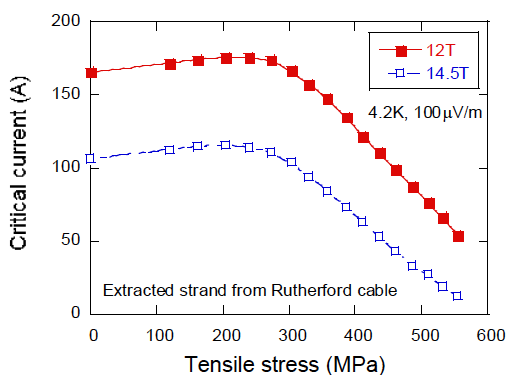 200
150
100
50
0
Critical current (A)
12T
14.5T
4.2K, 100μV/m
Extracted strand from Rutherford cable
0 100 200 300 400 500 600
Tensile stress (MPa)